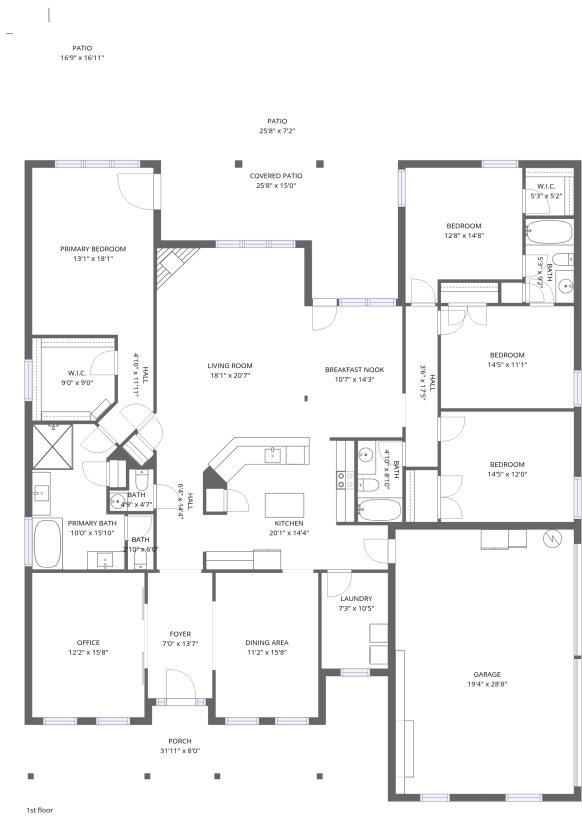 PATIO
16'9" x 16'11"
PATIO
25'8" x 7'2"
COVERED PATIO
25'8" x 15'0"
W.I.C.
5'3" x 5'2"
BEDROOM
12'8" x 14'8"
PRIMARY BEDROOM
13'1" x 18'1"
BATH
5'3" x 9'2"
W.I.C.
9'0" x 9'0"
HALL
4'10" x 11'11"
LIVING ROOM
18'1" x 20'7"
BREAKFAST NOOK
10'7" x 14'3"
HALL
3'6" x 17'5"
BEDROOM
14'5" x 11'1"
BEDROOM
14'5" x 12'0"
BATH
4'10" x 8'10"
BATH
4'9" x 4'7"
HALL
6'4" x 14'4"
PRIMARY BATH
10'0" x 15'10"
BATH
2'10" x 6'0"
KITCHEN
20'1" x 14'4"
LAUNDRY
7'3" x 10'5"
OFFICE
12'2" x 15'8"
FOYER
7'0" x 13'7"
DINING AREA
11'2" x 15'8"
GARAGE
19'4" x 28'8"
PORCH
31'11" x 8'0"
1st floor